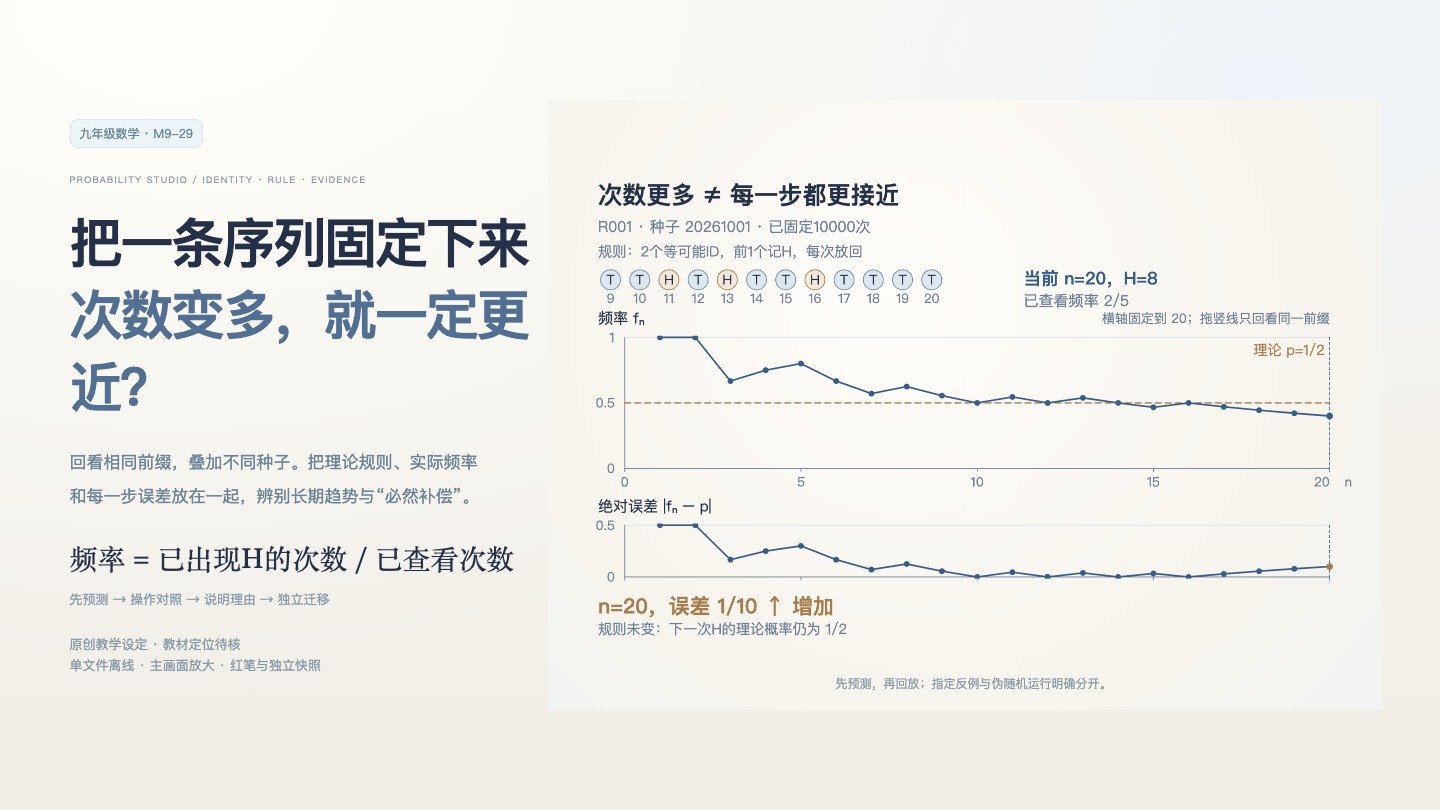 九年级数学 · M9–29
PROBABILITY STUDIO / IDENTITY · RULE · EVIDENCE
把一条序列固定下来
次数变多，就一定更
近？
回看相同前缀，叠加不同种子。把理论规则、实际频率
和每一步误差放在一起，辨别长期趋势与“必然补偿”。
频率 = 已出现H的次数 / 已查看次数
先预测 → 操作对照 → 说明理由 → 独立迁移
原创教学设定 · 教材定位待核
单文件离线 · 主画面放大 · 红笔与独立快照
次数更多 ≠ 每一步都更接近
R001 · 种子 20261001 · 已固定10000次
规则：2个等可能ID，前1个记H，每次放回
T T H T H T T H T T T T
9 10 11 12 13 14 15 16 17 18 19 20
当前 n=20，H=8
已查看频率 2/5
频率 fₙ
横轴固定到 20；拖竖线只回看同一前缀
1
理论 p=1/2
0.5
0
0 5 10 15 20 n
绝对误差 |fₙ − p|
0.5
0
n=20，误差 1/10 ↑ 增加
规则未变：下一次H的理论概率仍为 1/2
先预测，再回放；指定反例与伪随机运行明确分开。